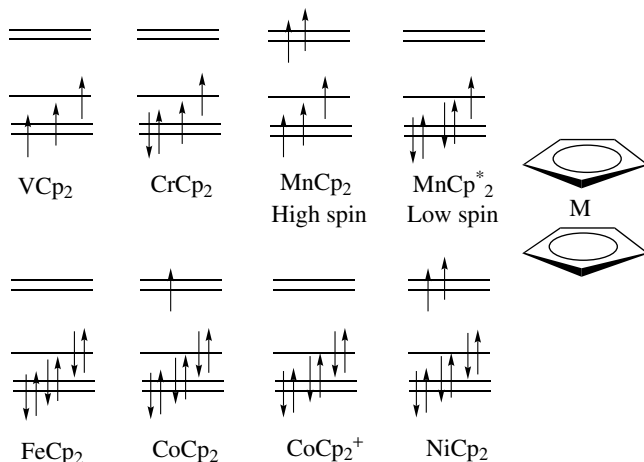 VCp₂ CrCp₂ MnCp₂ MnCp*₂
High spin Low spin
M
FeCp₂ CoCp₂ CoCp₂⁺ NiCp₂